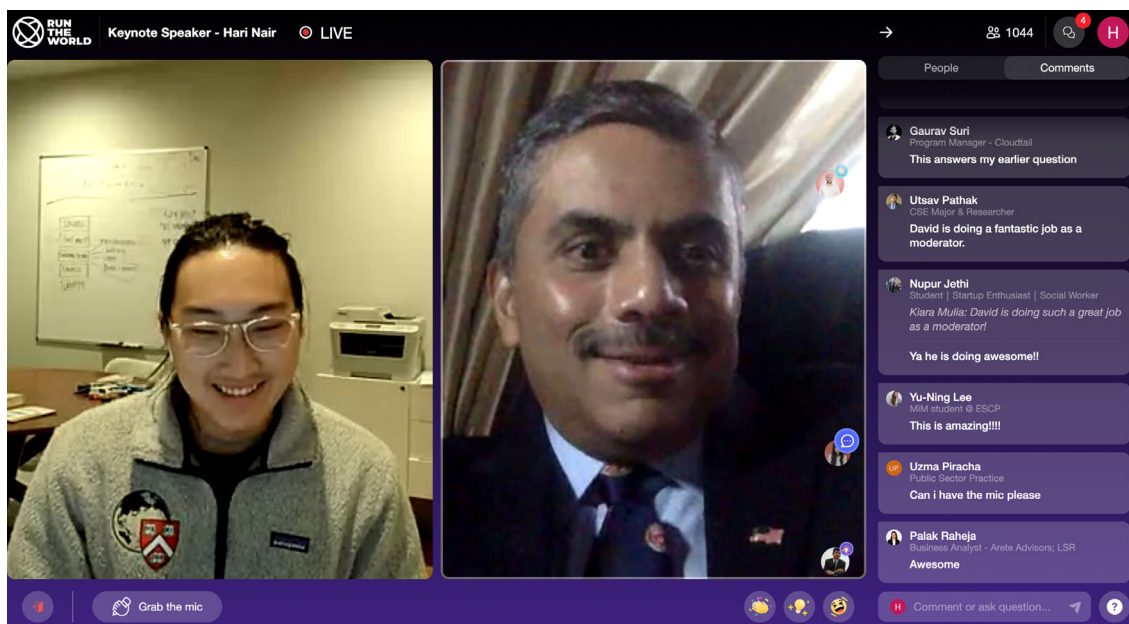 RUN
THE
WORLD
Keynote Speaker - Hari Nair
LIVE
1044
4
H
People
Comments
Gaurav Suri
Program Manager - Cloudtail
This answers my earlier question
Utsav Pathak
CSE Major & Researcher
David is doing a fantastic job as a
moderator.
Nupur Jethi
Student | Startup Enthusiast | Social Worker
Kiara Mulia: David is doing such a great job
as a moderator!
Ya he is doing awesome!!
Yu-Ning Lee
MiM student @ ESCP
This is amazing!!!!
UP
Uzma Piracha
Public Sector Practice
Can i have the mic please
Palak Raheja
Business Analyst - Arete Advisors; LSR
Awesome
patagonia
Grab the mic
H
Comment or ask question...
?